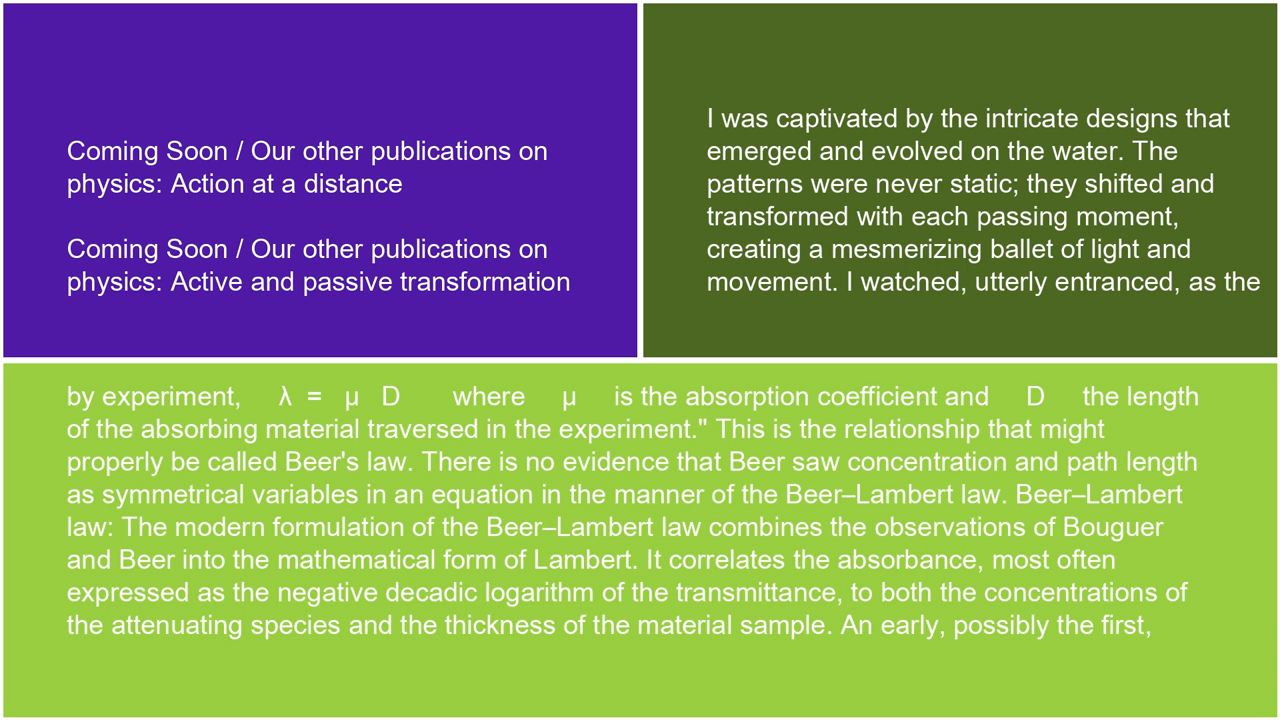 Coming Soon / Our other publications on
physics: Action at a distance
Coming Soon / Our other publications on
physics: Active and passive transformation
I was captivated by the intricate designs that
emerged and evolved on the water. The
patterns were never static; they shifted and
transformed with each passing moment,
creating a mesmerizing ballet of light and
movement. I watched, utterly entranced, as the
by experiment, λ = μ D where μ is the absorption coefficient and D the length
of the absorbing material traversed in the experiment." This is the relationship that might
properly be called Beer's law. There is no evidence that Beer saw concentration and path length
as symmetrical variables in an equation in the manner of the Beer–Lambert law. Beer–Lambert
law: The modern formulation of the Beer–Lambert law combines the observations of Bouguer
and Beer into the mathematical form of Lambert. It correlates the absorbance, most often
expressed as the negative decadic logarithm of the transmittance, to both the concentrations of
the attenuating species and the thickness of the material sample. An early, possibly the first,